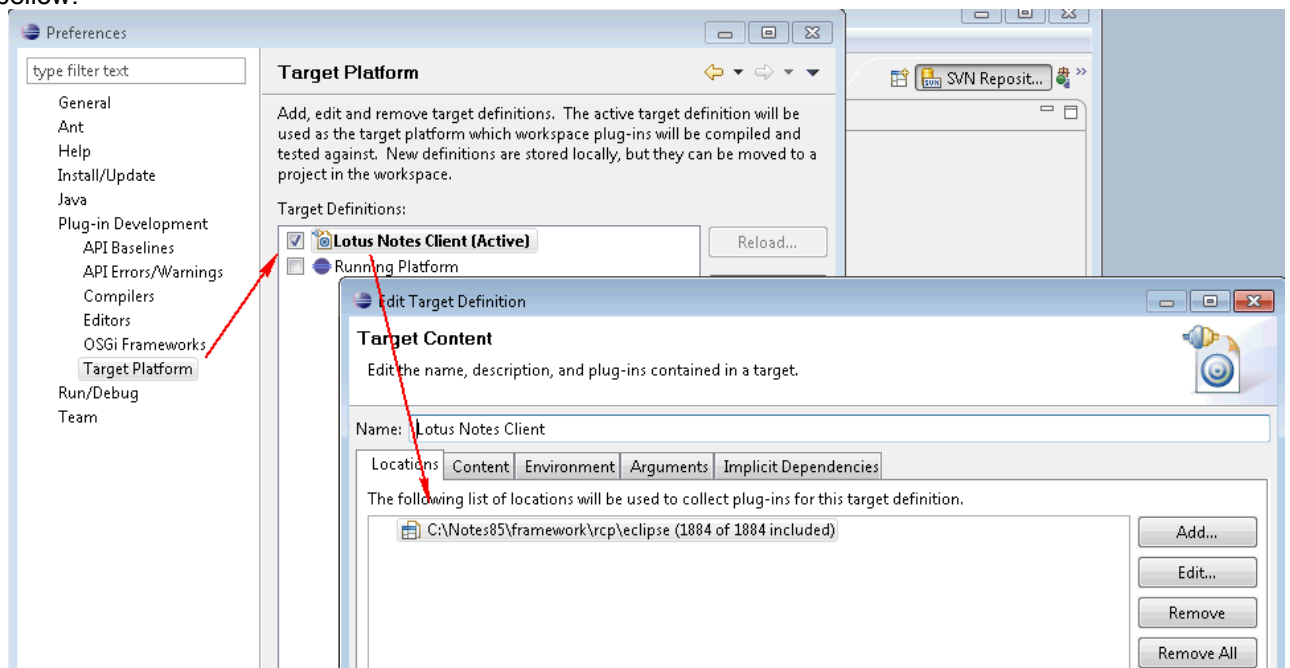 follow:
Preferences
type filter text
General
Ant
Help
Install/Update
Java
Plug-in Development
API Baselines
API Errors/Warnings
Compilers
Editors
OSGi Frameworks
Target Platform
Run/Debug
Team
Target Platform
Add, edit and remove target definitions. The active target definition will be
used as the target platform which workspace plug-ins will be compiled and
tested against. New definitions are stored locally, but they can be moved to a
project in the workspace.
Target Definitions:
Lotus Notes Client (Active)
Running Platform
Reload...
SVN Reposit...
Edit Target Definition
Target Content
Edit the name, description, and plug-ins contained in a target.
Name: Lotus Notes Client
Locations Content Environment Arguments Implicit Dependencies
The following list of locations will be used to collect plug-ins for this target definition.
C:\Notes85\framework\rcp\eclipse (1884 of 1884 included)
Add...
Edit...
Remove
Remove All